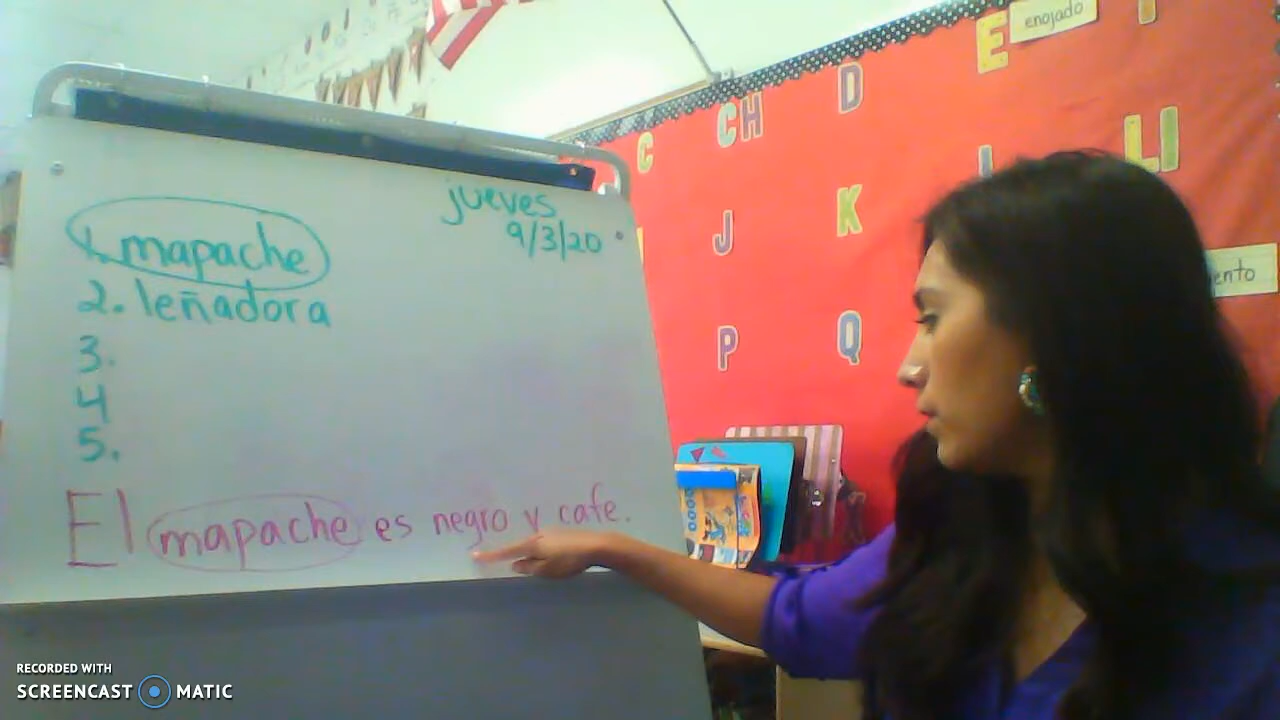 jueves
9/3/20
1. mapache
2. leñadora
3.
4
5.
El mapache es negro y cafe.
C
CH
D
E
enojado
J
K
Ll
P
Q
RECORDED WITH
SCREENCAST MATIC